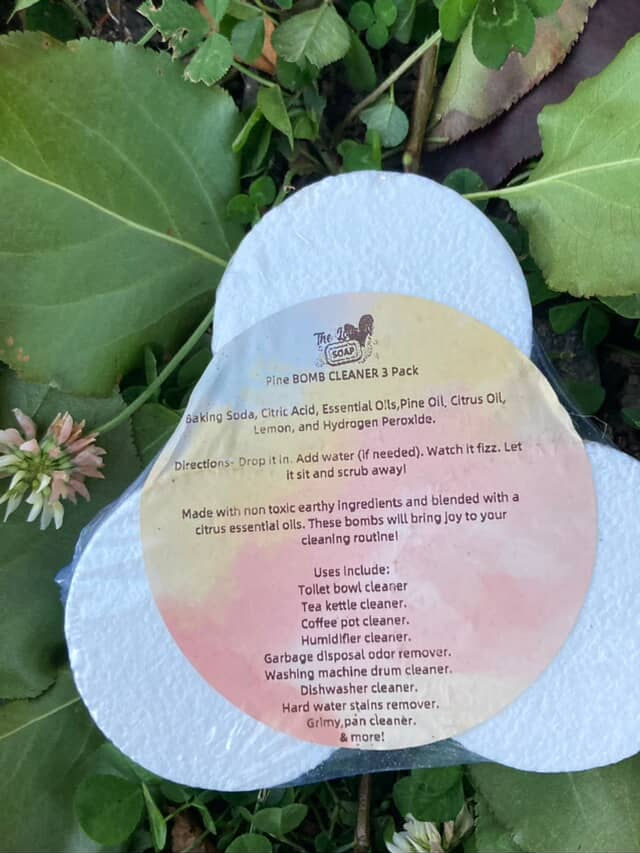 The
SOAP
Pine BOMB CLEANER 3 Pack
Baking Soda, Citric Acid, Essential Oils,Pine Oil, Citrus Oil,
Lemon, and Hydrogen Peroxide.
Directions- Drop it in. Add water (if needed). Watch it fizz. Let
it sit and scrub away!
Made with non toxic earthy ingredients and blended with a
citrus essential oils. These bombs will bring joy to your
cleaning routine!
Uses include:
Toilet bowl cleaner
Tea kettle cleaner.
Coffee pot cleaner.
Humidifier cleaner.
Garbage disposal odor remover.
Washing machine drum cleaner.
Dishwasher cleaner.
Hard water stains remover.
Grimy,pan cleaner.
& more!